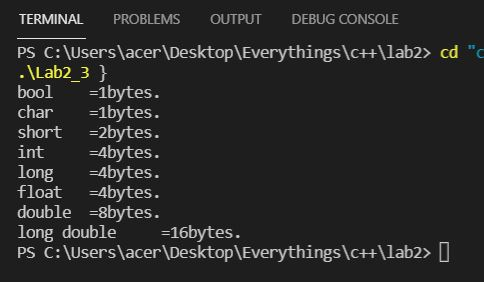 TERMINAL PROBLEMS OUTPUT DEBUG CONSOLE
PS C:\Users\acer\Desktop\Everythings\c++\lab2> cd "c
.\Lab2_3 }
bool    =1bytes.
char    =1bytes.
short   =2bytes.
int     =4bytes.
long    =4bytes.
float   =4bytes.
double  =8bytes.
long double     =16bytes.
PS C:\Users\acer\Desktop\Everythings\c++\lab2>